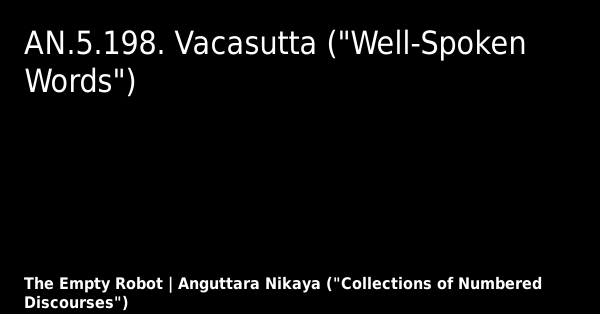 AN.5.198. Vacasutta ("Well-Spoken
Words")
The Empty Robot | Anguttara Nikaya ("Collections of Numbered
Discourses")